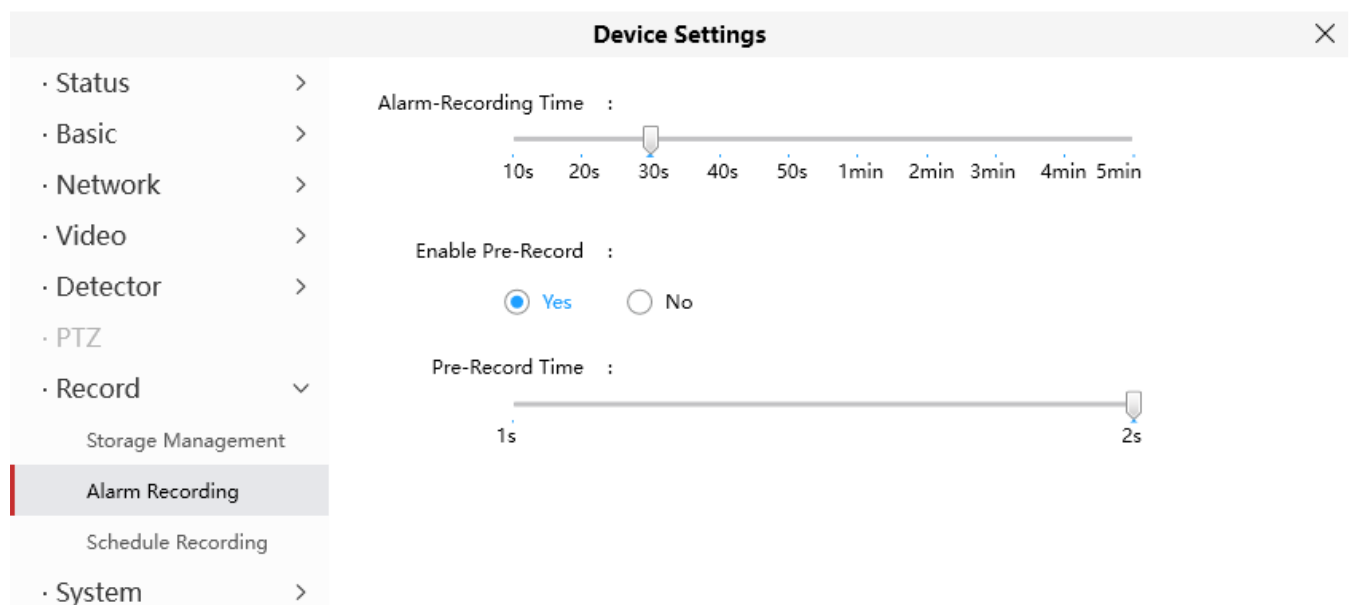 Device Settings
· Status
· Basic
· Network
· Video
· Detector
· PTZ
· Record
Storage Management
Alarm Recording
Schedule Recording
· System
Alarm-Recording Time :
10s 20s 30s 40s 50s 1min 2min 3min 4min 5min
Enable Pre-Record :
Yes No
Pre-Record Time :
1s 2s